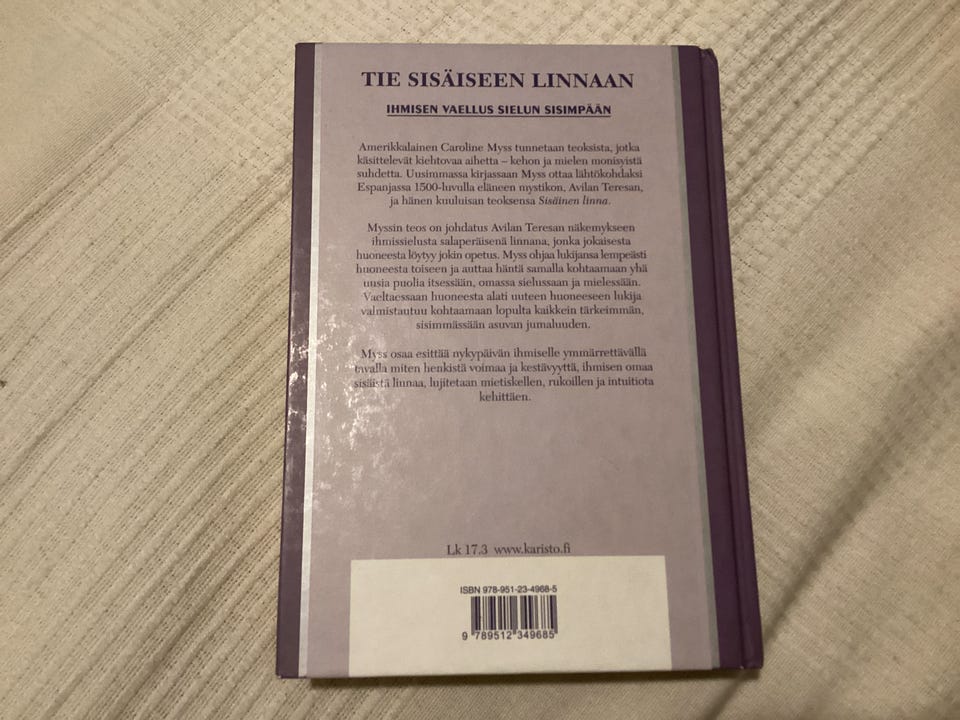 TIE SISÄISEEN LINNAAN
IHMISEN VAELLUS SIELUN SISIMPÄÄN
Amerikkalainen Caroline Myss tunnetaan teoksista, jotka
käsittelevät kiehtovaa aihetta – kehon ja mielen monisyistä
suhdetta. Uusimmassa kirjassaan Myss ottaa lähtökohdaksi
Espanjassa 1500-luvulla eläneen mystikon, Avilan Teresan,
ja hänen kuuluisan teoksensa Sisäinen linna.
Myssin teos on johdatus Avilan Teresan näkemykseen
ihmissielusta salaperäisenä linnana, jonka jokaisesta
huoneesta löytyy jokin opetus. Myss ohjaa lukijansa lempeästi
huoneesta toiseen ja auttaa häntä samalla kohtaamaan yhä
uusia puolia itsessään, omassa sielussaan ja mielessään.
Vaeltaessaan huoneesta alati uuteen huoneeseen lukija
valmistautuu kohtaamaan lopulta kaikkein tärkeimmän,
sisimmässään asuvan jumaluuden.
Myss osaa esittää nykypäivän ihmiselle ymmärrettävällä
tavalla miten henkistä voimaa ja kestävyyttä, ihmisen omaa
sisäistä linnaa, lujitetaan mietiskellen, rukoillen ja intuitiota
kehittäen.
Lk 17.3 www.karisto.fi
ISBN 978-951-23-4968-5
9 789512 349685